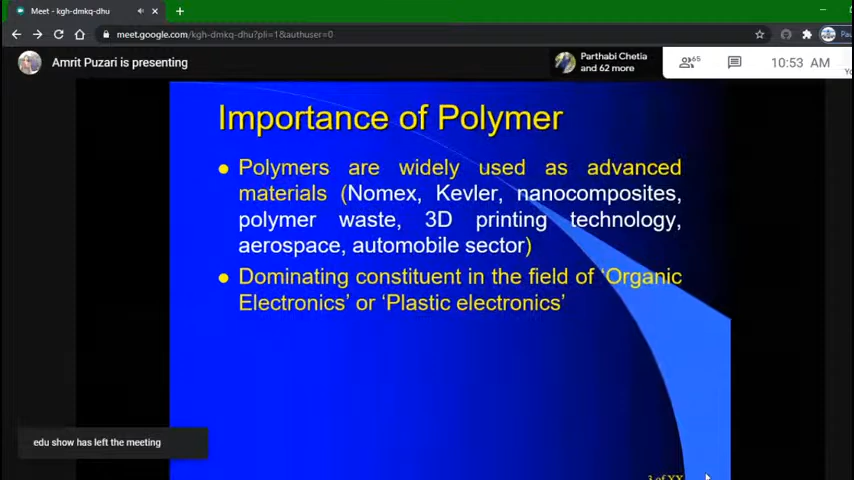 Meet - kgh-dmkq-dhu
meet.google.com/kgh-dmkq-dhu?pli=1&authuser=0
Amrit Puzari is presenting
Parthabi Chetia
and 62 more
65
10:53 AM
Importance of Polymer
Polymers are widely used as advanced
materials (Nomex, Kevler, nanocomposites,
polymer waste, 3D printing technology,
aerospace, automobile sector)
Dominating constituent in the field of ‘Organic
Electronics’ or ‘Plastic electronics’
edu show has left the meeting
3 of XX